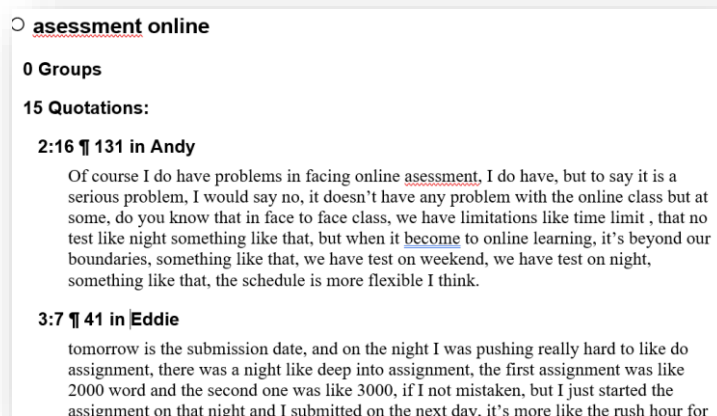 asessment online
0 Groups
15 Quotations:
2:16 ¶ 131 in Andy
Of course I do have problems in facing online asessment, I do have, but to say it is a
serious problem, I would say no, it doesn’t have any problem with the online class but at
some, do you know that in face to face class, we have limitations like time limit , that no
test like night something like that, but when it become to online learning, it’s beyond our
boundaries, something like that, we have test on weekend, we have test on night,
something like that, the schedule is more flexible I think.
3:7 ¶ 41 in Eddie
tomorrow is the submission date, and on the night I was pushing really hard to like do
assignment, there was a night like deep into assignment, the first assignment was like
2000 word and the second one was like 3000, if I not mistaken, but I just started the
assignment on that night and I submitted on the next day, it’s more like the rush hour for